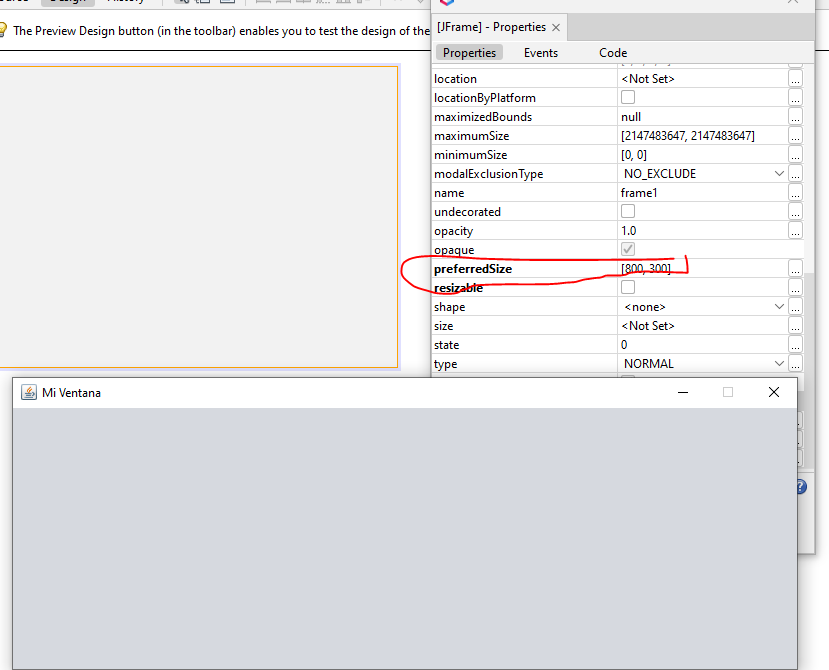 Design
History
The Preview Design button (in the toolbar) enables you to test the design of the
[JFrame] - Properties ×
Properties Events Code
location <Not Set> ...
locationByPlatform ...
maximizedBounds null ...
maximumSize [2147483647, 2147483647] ...
minimumSize [0, 0] ...
modalExclusionType NO_EXCLUDE ...
name frame1 ...
undecorated ...
opacity 1.0 ...
opaque
preferredSize [800, 300] ...
resizable ...
shape <none> ...
size <Not Set> ...
state 0 ...
type NORMAL ...
Mi Ventana
?